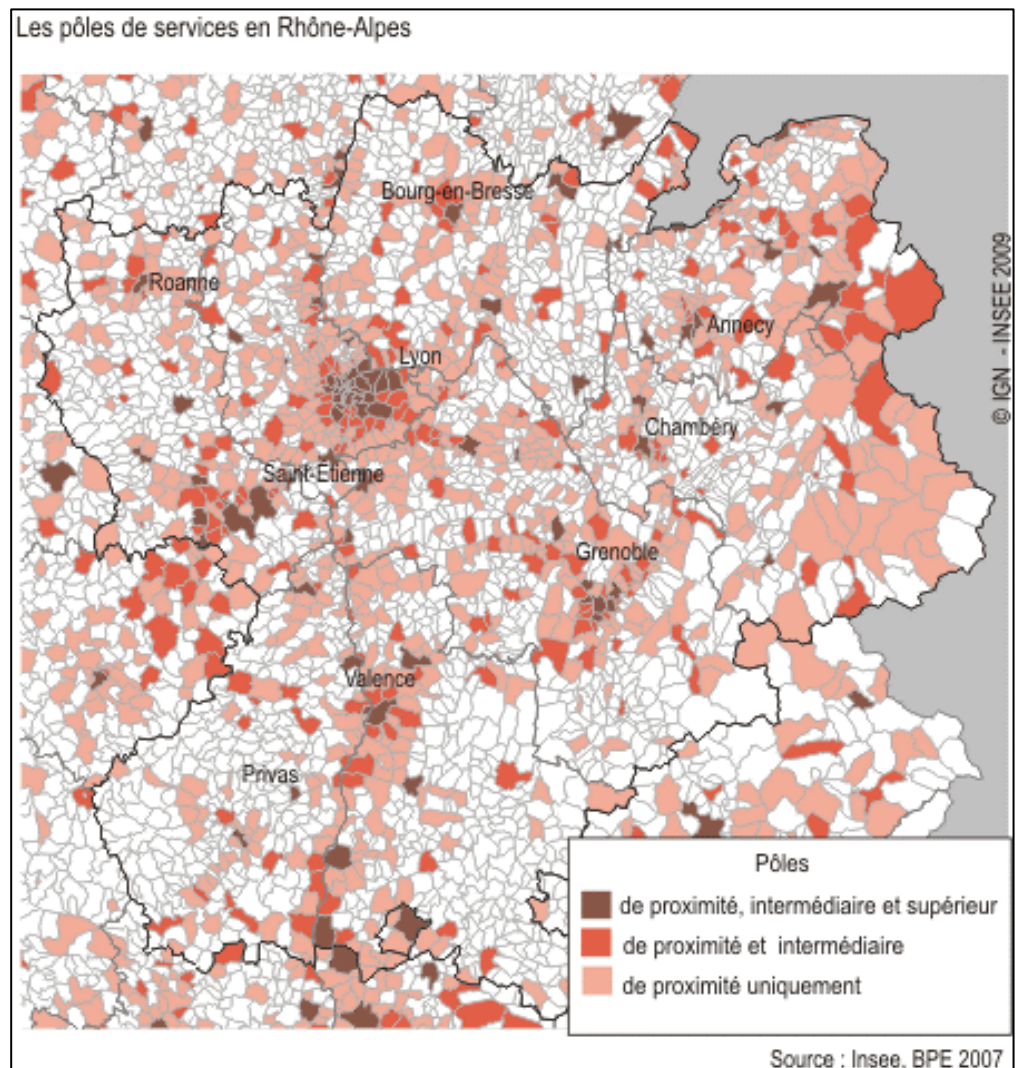 Les pôles de services en Rhône-Alpes
Bourg-en-Bresse
Roanne
Annecy
Lyon
Chambéry
Saint-Etienne
Grenoble
Valence
Privas
© IGN - INSEE 2009
Pôles
de proximité, intermédiaire et supérieur
de proximité et intermédiaire
de proximité uniquement
Source : Insee, BPE 2007